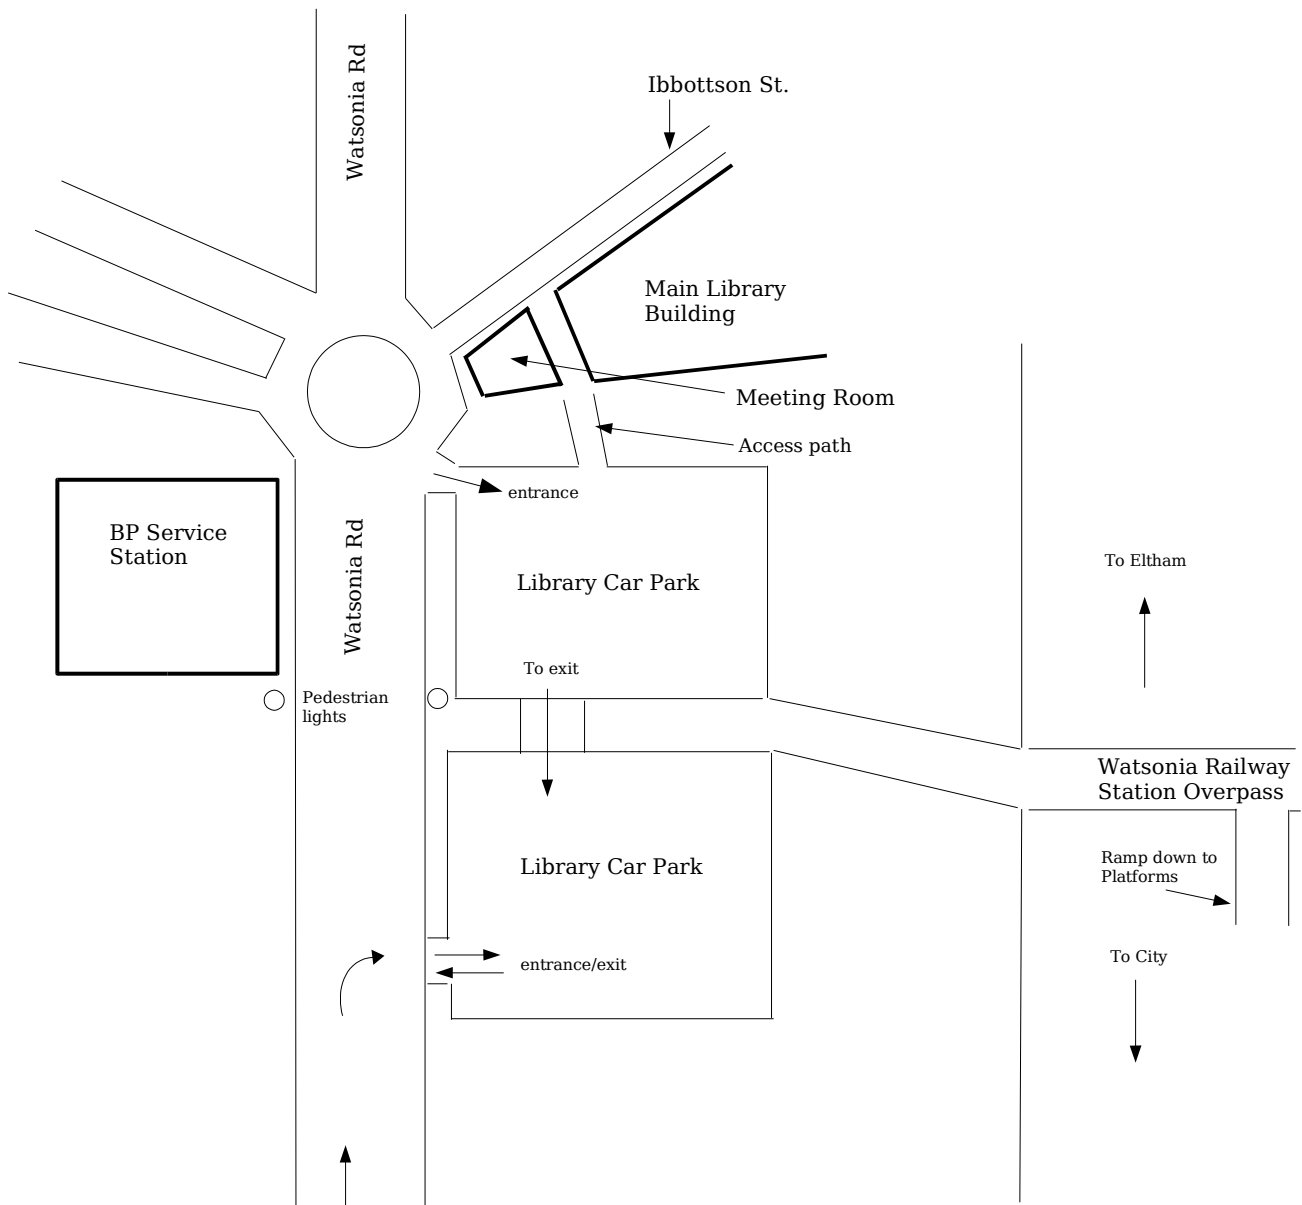 Watsonia Rd
Ibbottson St.
Main Library
Building
Meeting Room
Access path
entrance
BP Service
Station
Watsonia Rd
Library Car Park
To Eltham
To exit
Pedestrian
lights
Watsonia Railway
Station Overpass
Library Car Park
Ramp down to
Platforms
To City
entrance/exit